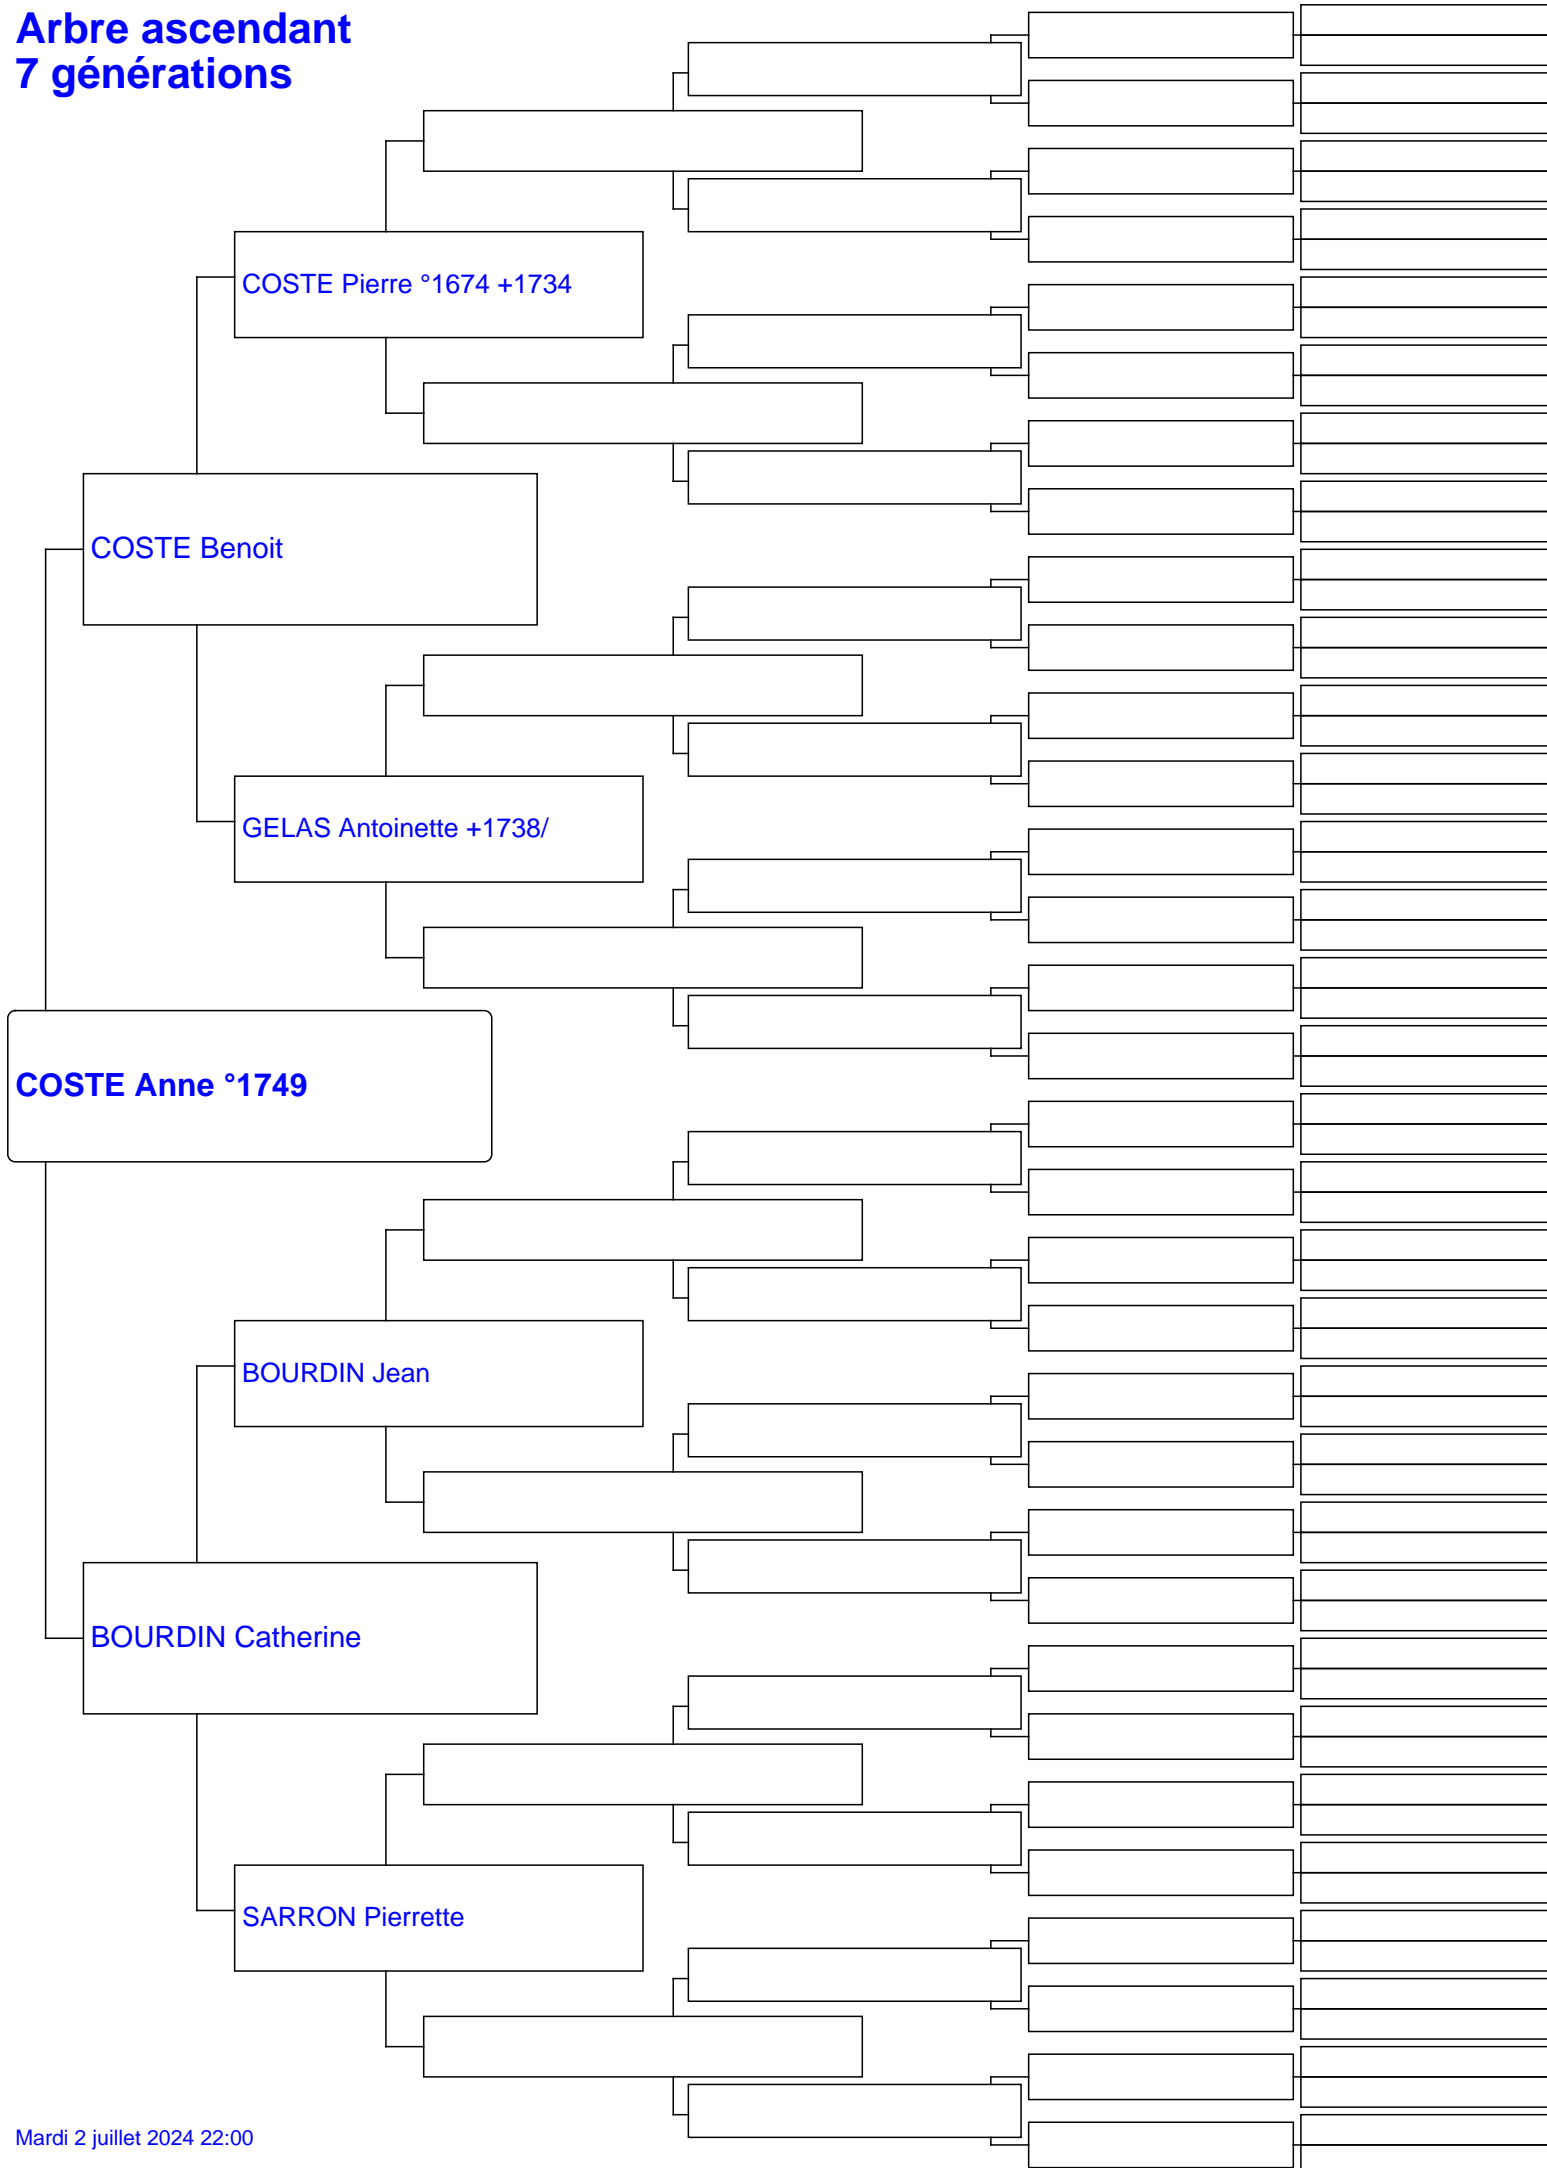 Arbre ascendant
7 générations
COSTE Pierre °1674 +1734
COSTE Benoit
GELAS Antoinette +1738/
COSTE Anne °1749
BOURDIN Jean
BOURDIN Catherine
SARRON Pierrette
Mardi 2 juillet 2024 22:00